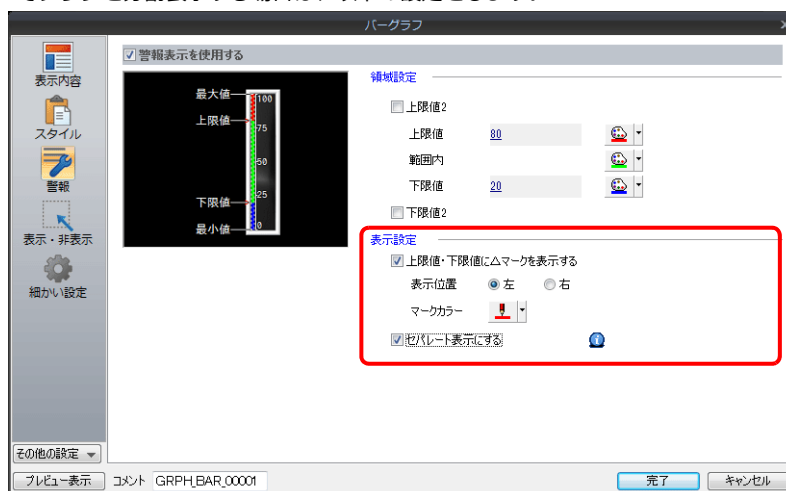 バーグラフ
表示内容
スタイル
警報
表示・非表示
細かい設定
その他の設定
警報表示を使用する
最大値
上限値
下限値
最小値
100
75
50
25
0
領域設定
上限値2
上限値 80
範囲内
下限値 20
下限値2
表示設定
上限値・下限値に△マークを表示する
表示位置 左 右
マークカラー
セパレート表示にする
プレビュー表示 コメント GRPH_BAR_00001 完了 キャンセル